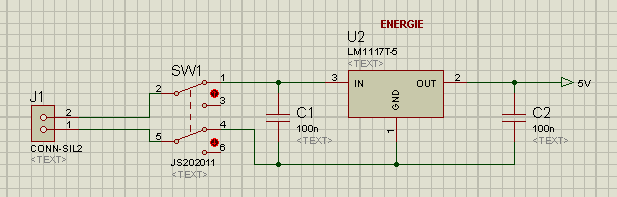 ENERGIE
U2
LM1117T-5
<TEXT>
SW1
J1
2
1
3
3
IN
OUT
2
5V
GND
1
C1
100n
<TEXT>
C2
100n
<TEXT>
2
1
4
5
6
CONN-SIL2
<TEXT>
JS202011
<TEXT>